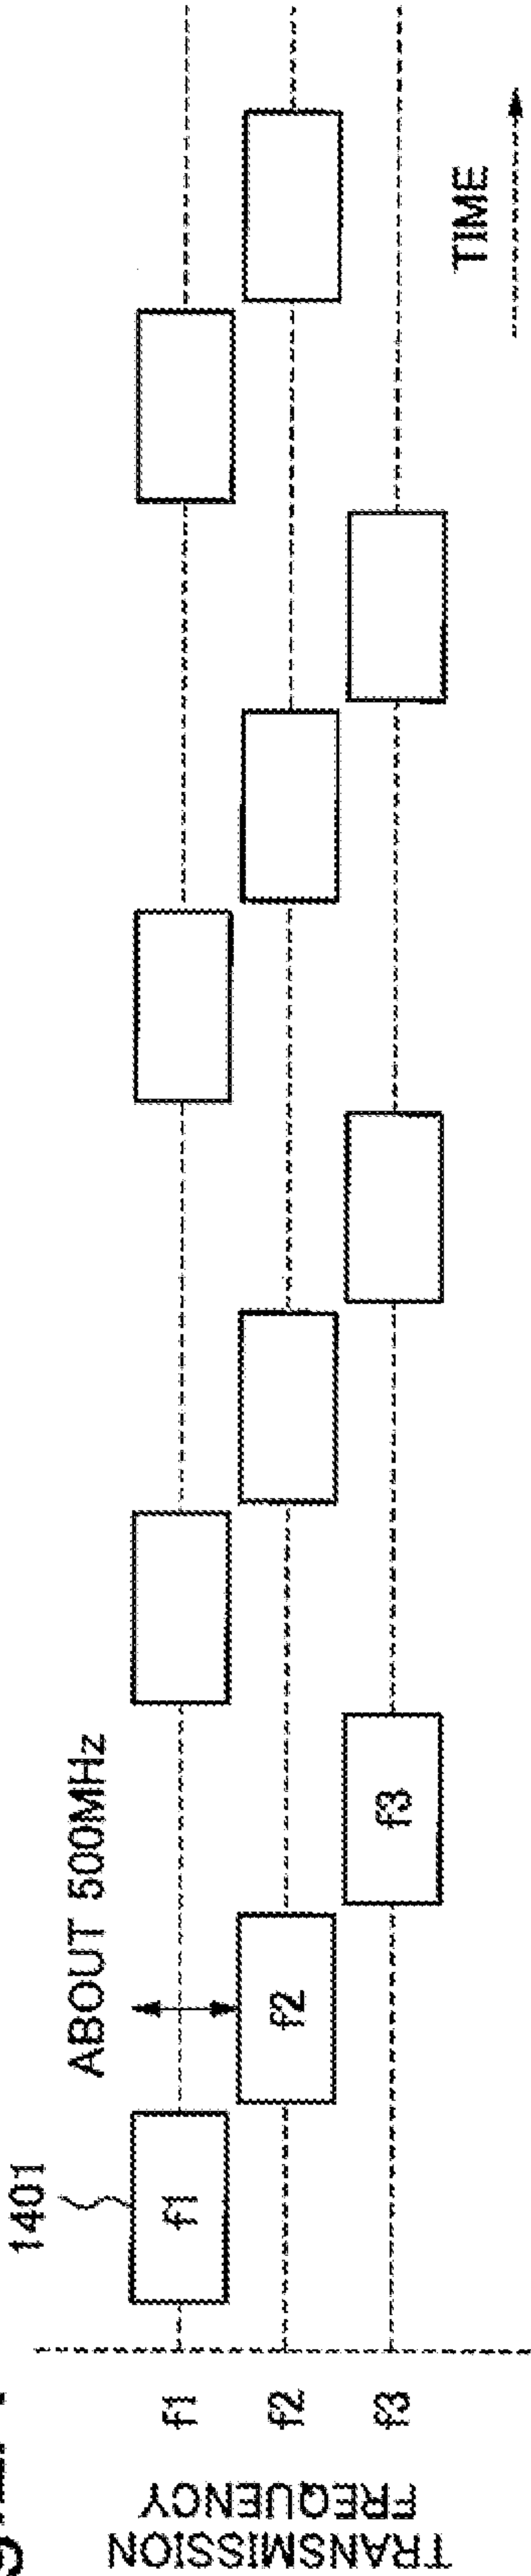 TRANSMISSION
FREQUENCY
f1
f2
f3
1401
f1
f2
f3
ABOUT 500MHz
TIME